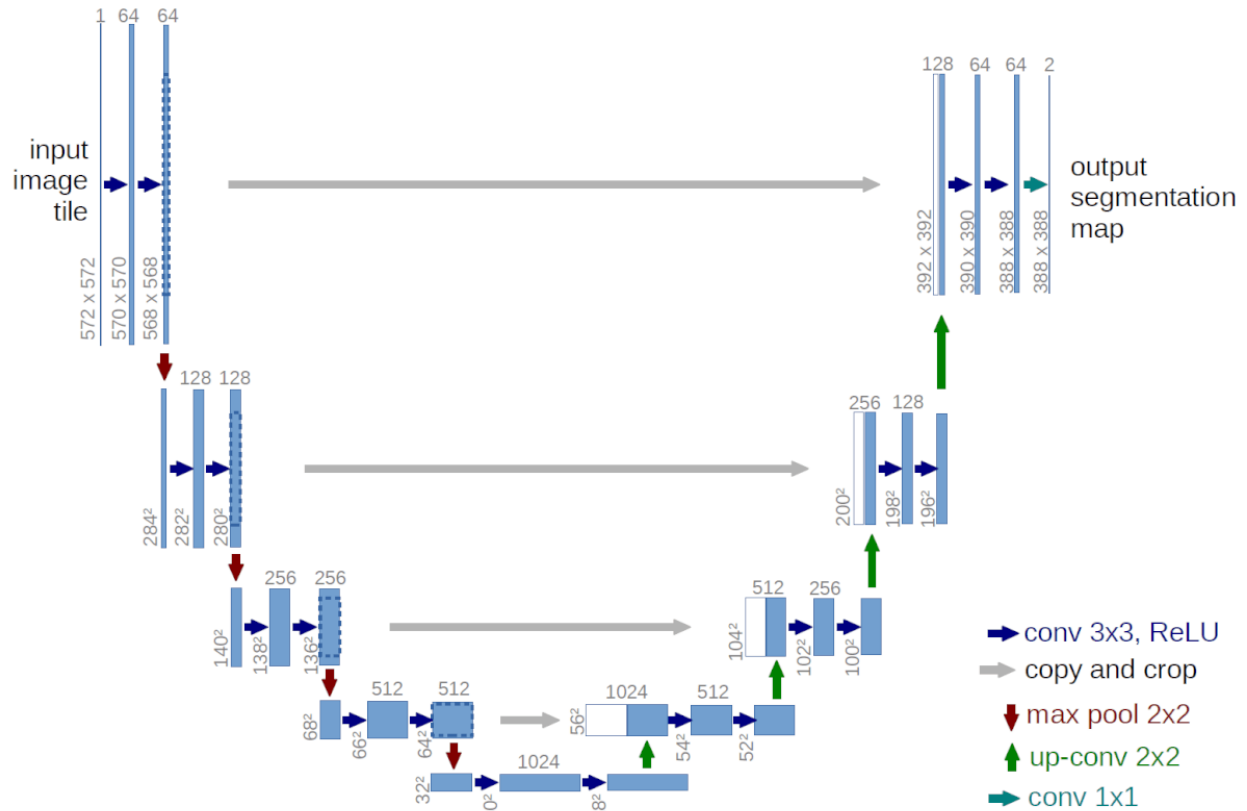 1 64 64
input
image
tile
572 x 572
570 x 570
568 x 568
128 64 64 2
output
segmentation
map
392 x 392
390 x 390
388 x 388
388 x 388
128 128
284²
282²
280²
256 128
200²
198²
196²
256 256
140²
138²
136²
512 256
104²
102²
100²
512 512
68²
66²
64²
1024 512
56²
54²
52²
1024
32²
0²
8²
conv 3x3, ReLU
copy and crop
max pool 2x2
up-conv 2x2
conv 1x1